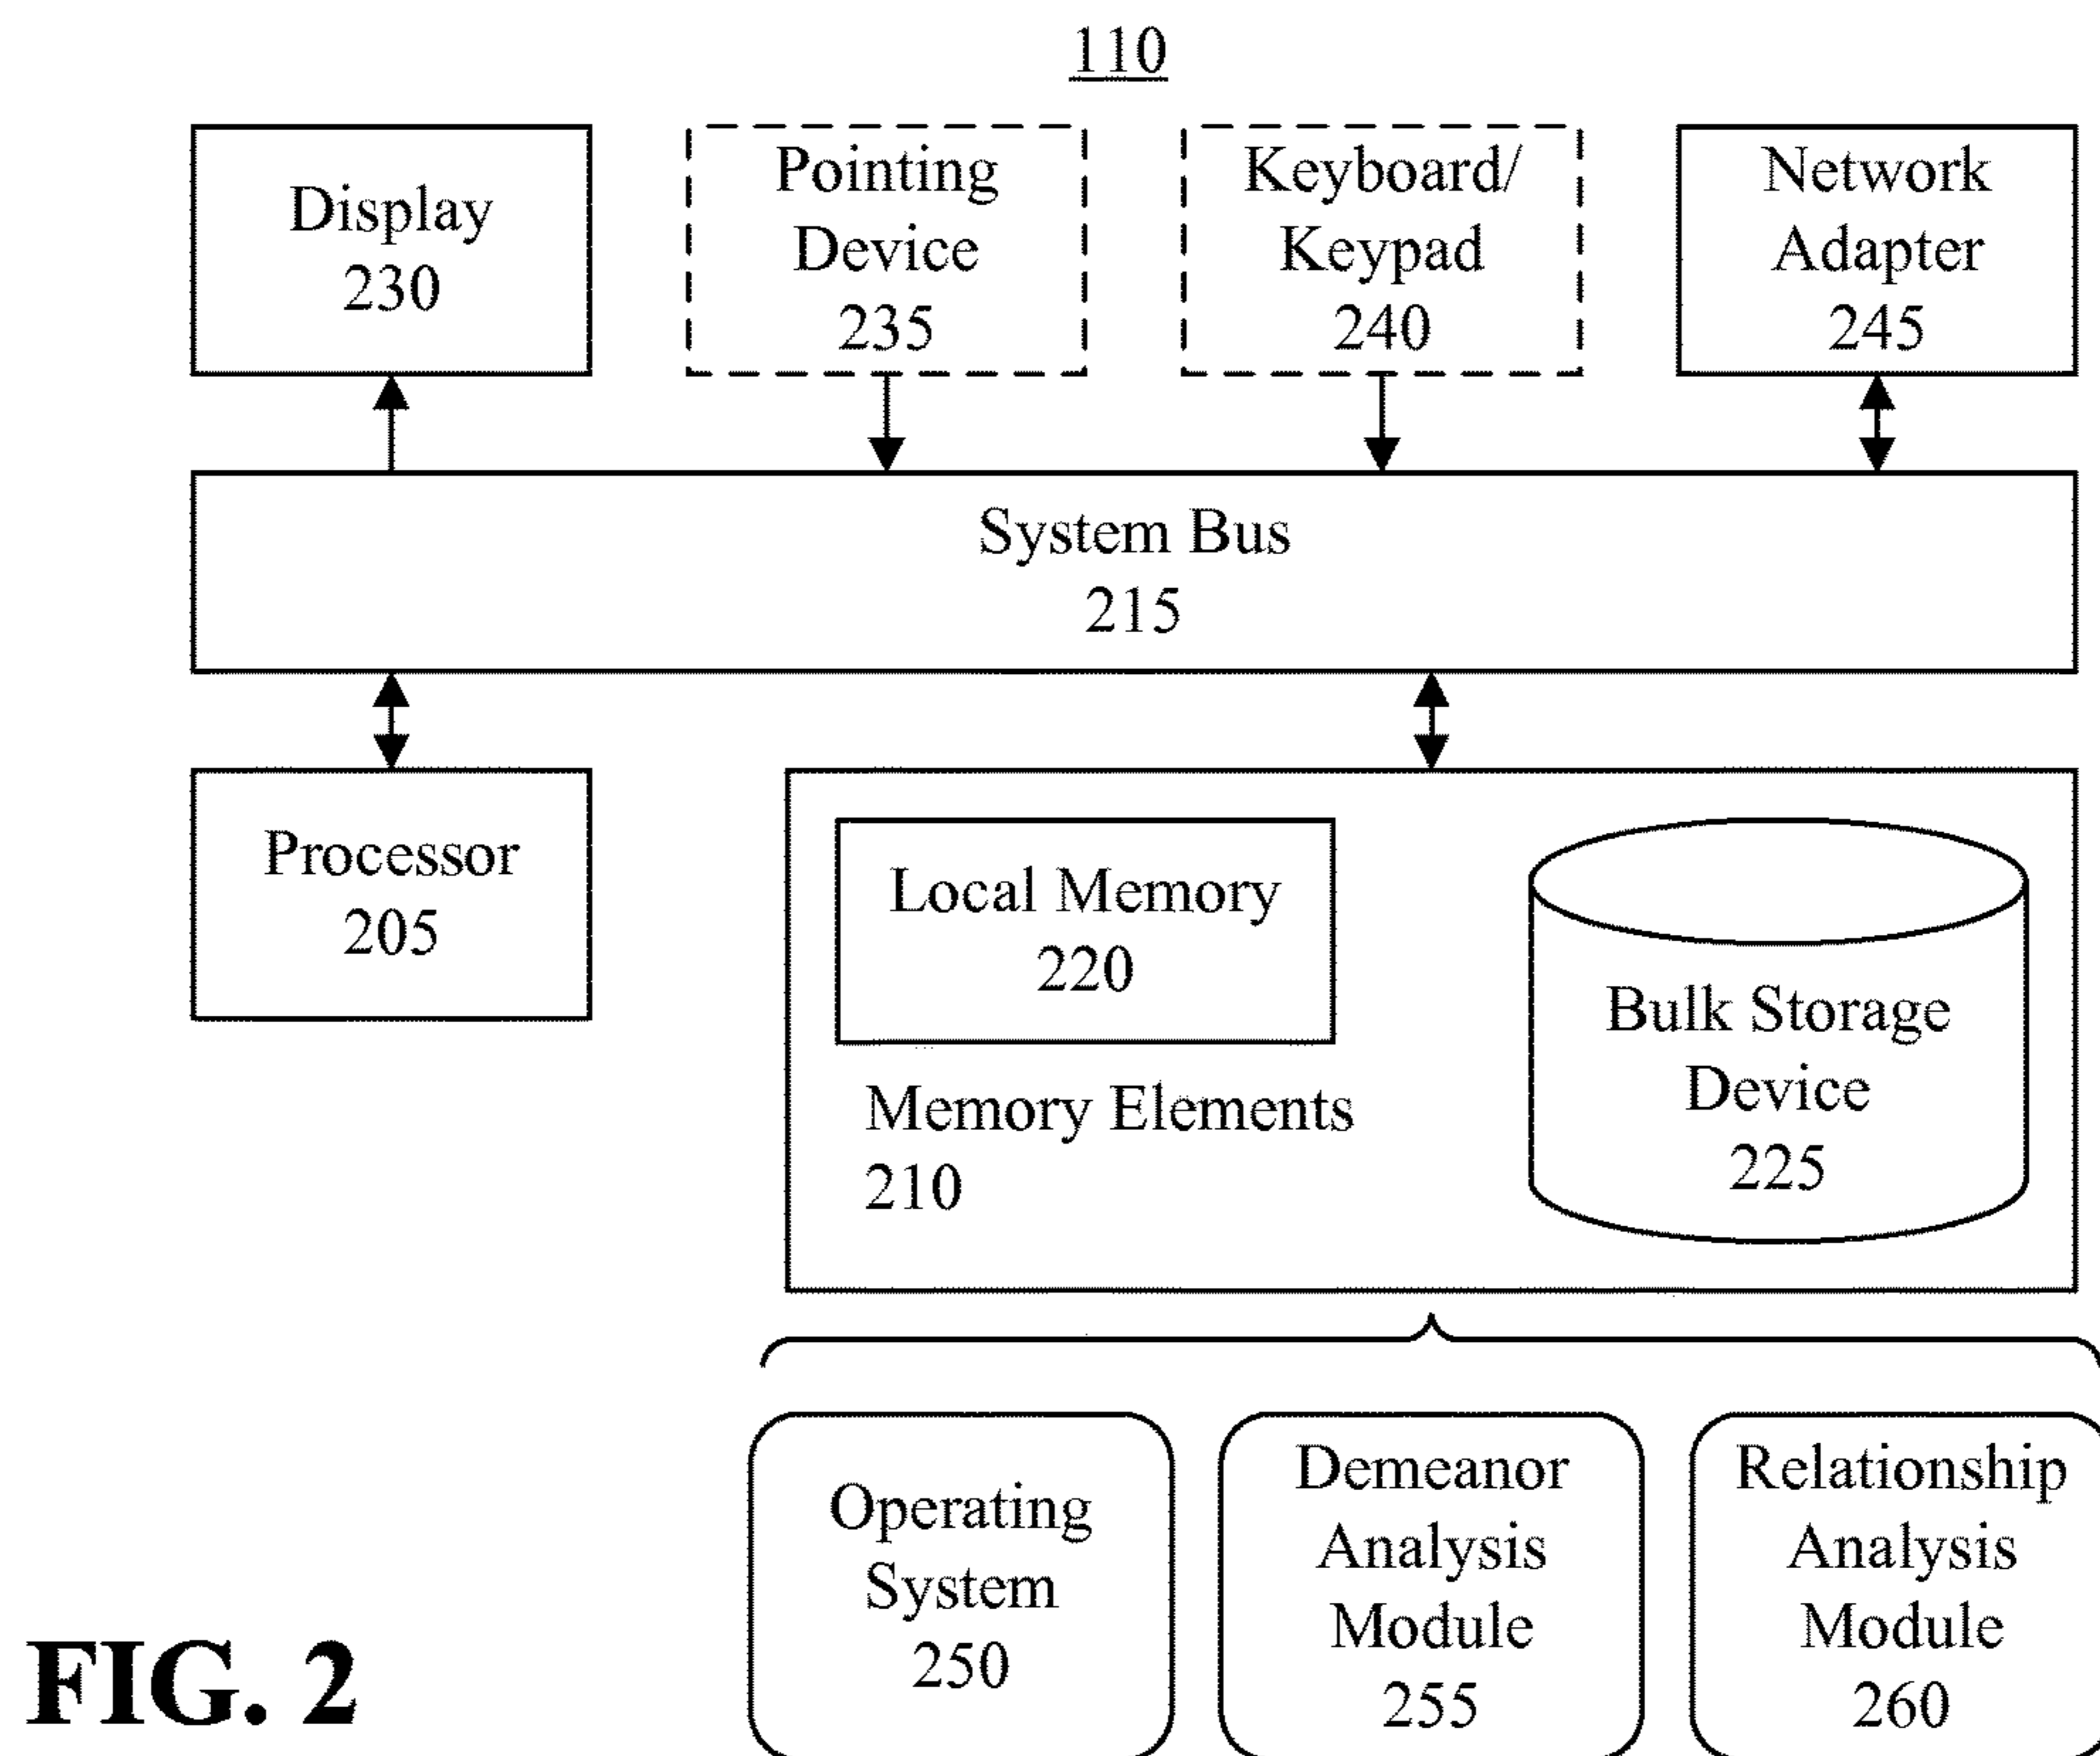 110
Display
230
Pointing
Device
235
Keyboard/
Keypad
240
Network
Adapter
245
System Bus
215
Processor
205
Local Memory
220
Memory Elements
210
Bulk Storage
Device
225
Operating
System
250
Demeanor
Analysis
Module
255
Relationship
Analysis
Module
260
FIG. 2